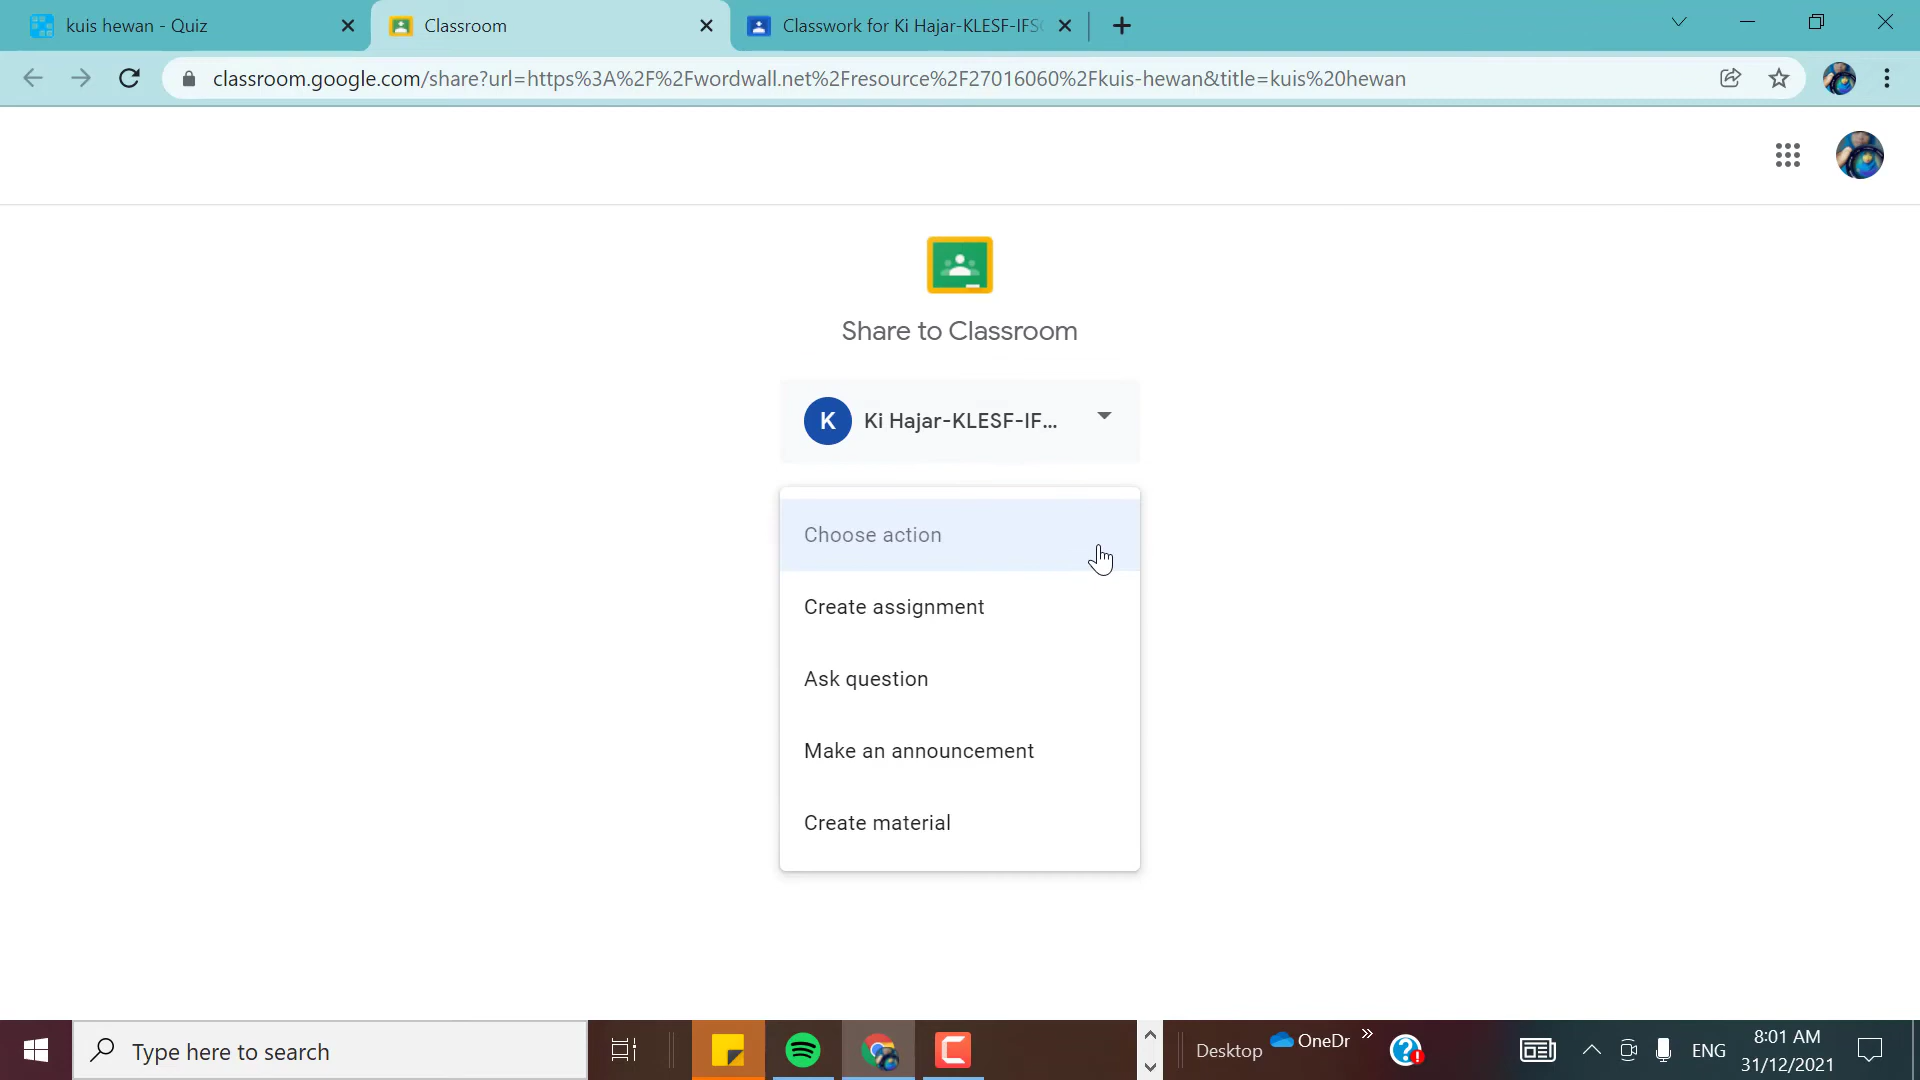 kuis hewan - Quiz
Classroom
Classwork for Ki Hajar-KLESF-IFS
classroom.google.com/share?url=https%3A%2F%2Fwordwall.net%2Fresource%2F27016060%2Fkuis-hewan&title=kuis%20hewan
Share to Classroom
K Ki Hajar-KLESF-IF...
Choose action
Create assignment
Ask question
Make an announcement
Create material
Type here to search
Desktop
OneDr
ENG
8:01 AM
31/12/2021